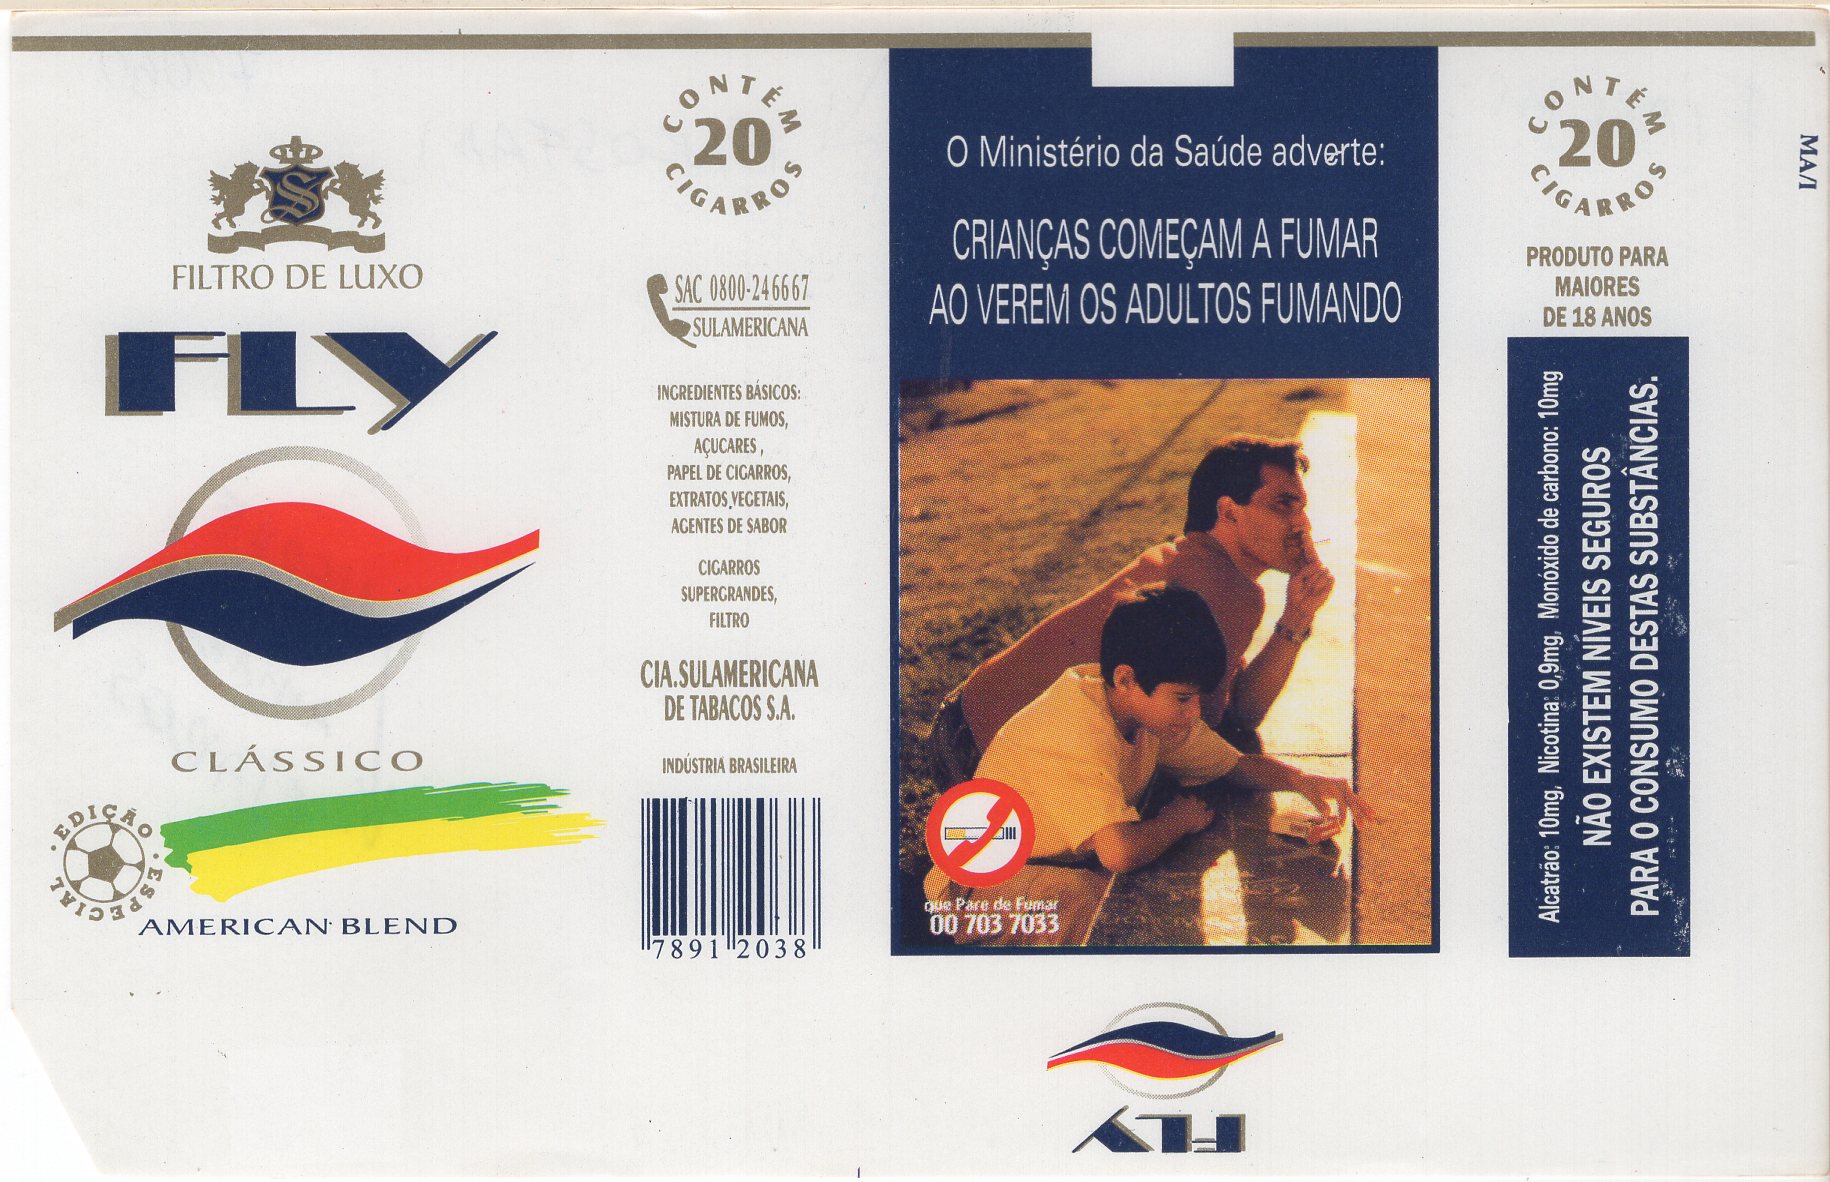 FILTRO DE LUXO
FLY
CLÁSSICO
EDIÇÃO ESPECIAL
AMERICAN BLEND
CONTÉM
20
CIGARROS
SAC 0800-246667
SULAMERICANA
INGREDIENTES BÁSICOS:
MISTURA DE FUMOS,
AÇUCARES ,
PAPEL DE CIGARROS,
EXTRATOS VEGETAIS,
AGENTES DE SABOR
CIGARROS
SUPERGRANDES,
FILTRO
CIA.SULAMERICANA
DE TABACOS S.A.
INDÚSTRIA BRASILEIRA
7891 2038
O Ministério da Saúde adverte:
CRIANÇAS COMEÇAM A FUMAR
AO VEREM OS ADULTOS FUMANDO
que Pare de Fumar
00 703 7033
FLY
CONTÉM
20
CIGARROS
PRODUTO PARA
MAIORES
DE 18 ANOS
Alcatrão: 10mg, Nicotina: 0,9mg, Monóxido de carbono: 10mg
NÃO EXISTEM NÍVEIS SEGUROS
PARA O CONSUMO DESTAS SUBSTÂNCIAS.
MA/I